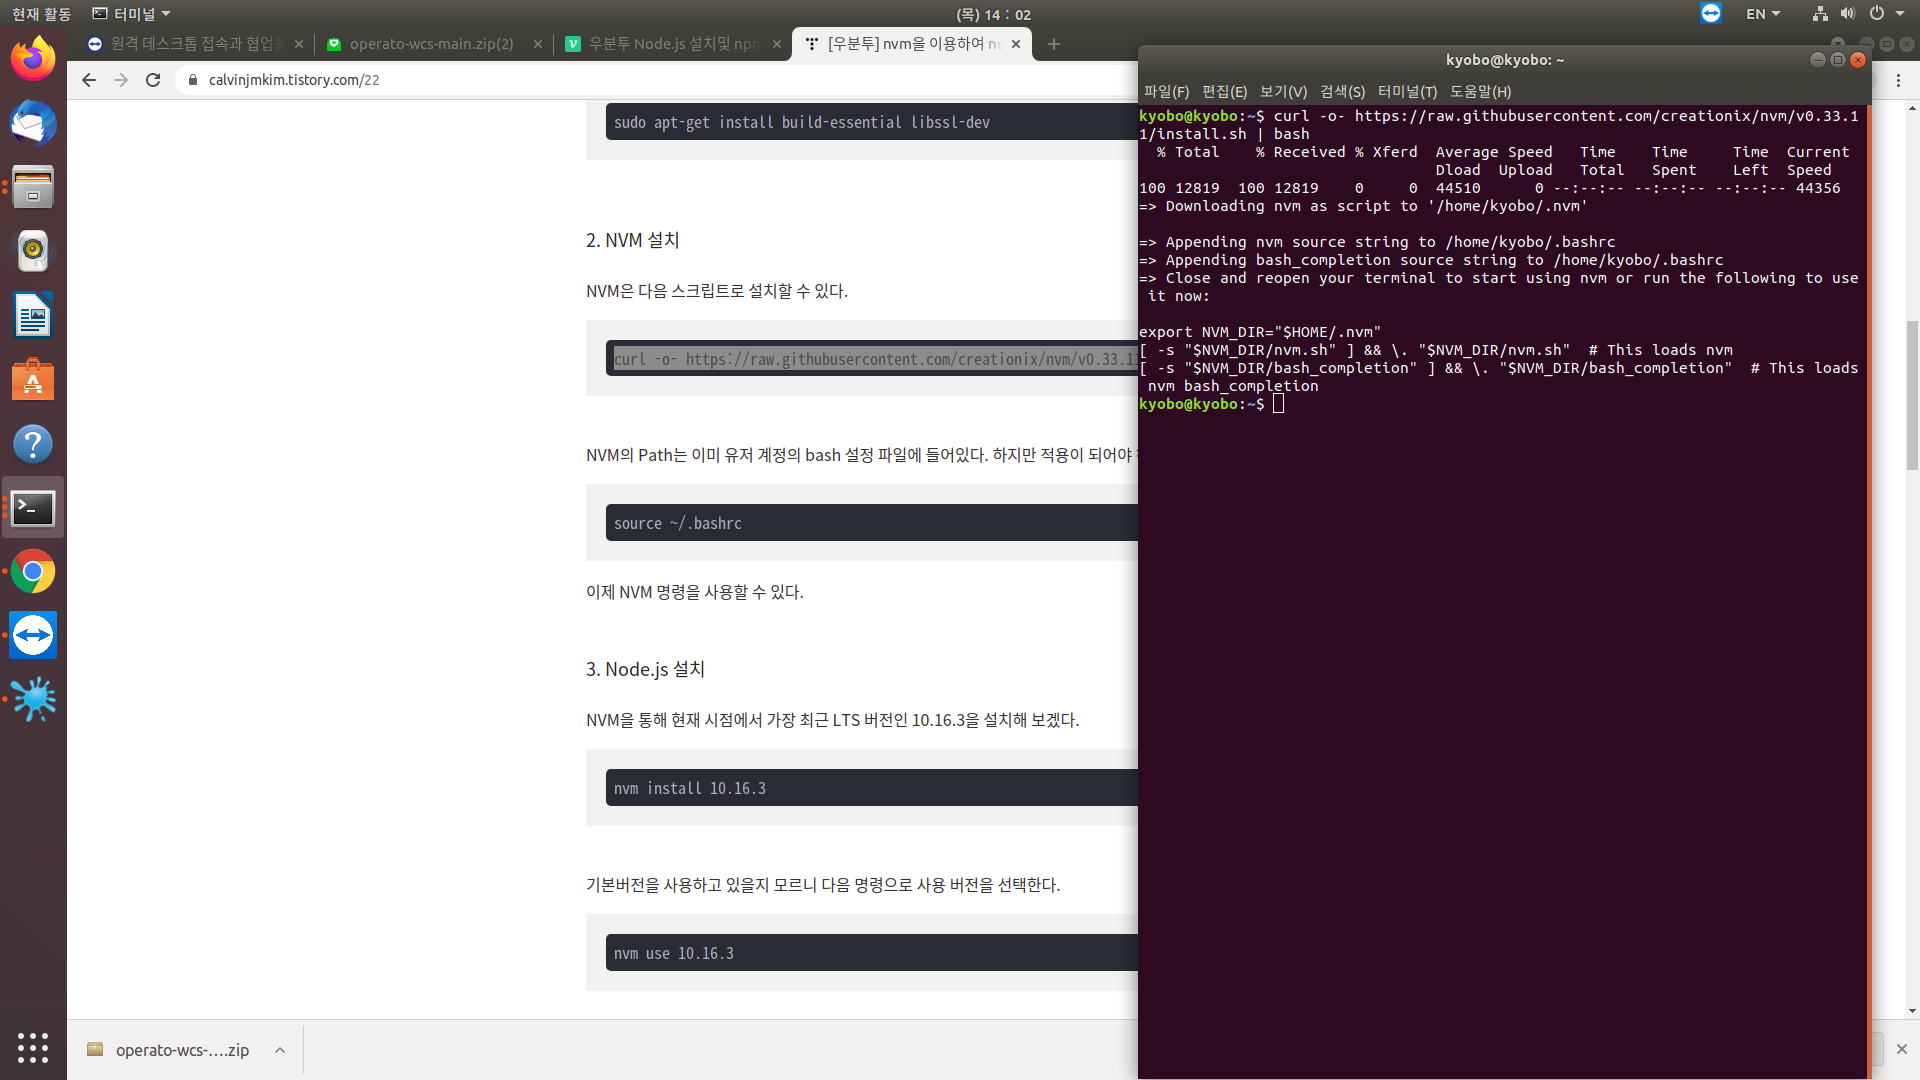 현재 활동
터미널
(목) 14 : 02
EN
원격 데스크톱 접속과 협업을
operato-wcs-main.zip(2)
우분투 Node.js 설치및 npm
[우분투] nvm을 이용하여 no
calvinjmkim.tistory.com/22
sudo apt-get install build-essential libssl-dev
2. NVM 설치
NVM은 다음 스크립트로 설치할 수 있다.
curl -o- https://raw.githubusercontent.com/creationix/nvm/v0.33.11
NVM의 Path는 이미 유저 계정의 bash 설정 파일에 들어있다. 하지만 적용이 되어야
source ~/.bashrc
이제 NVM 명령을 사용할 수 있다.
3. Node.js 설치
NVM을 통해 현재 시점에서 가장 최근 LTS 버전인 10.16.3을 설치해 보겠다.
nvm install 10.16.3
기본버전을 사용하고 있을지 모르니 다음 명령으로 사용 버전을 선택한다.
nvm use 10.16.3
operato-wcs-....zip
kyobo@kyobo: ~
파일(F) 편집(E) 보기(V) 검색(S) 터미널(T) 도움말(H)
kyobo@kyobo:~$ curl -o- https://raw.githubusercontent.com/creationix/nvm/v0.33.1
1/install.sh | bash
  % Total    % Received % Xferd  Average Speed   Time    Time     Time  Current
                                 Dload  Upload   Total   Spent    Left  Speed
100 12819  100 12819    0     0  44510      0 --:--:-- --:--:-- --:--:-- 44356
=> Downloading nvm as script to '/home/kyobo/.nvm'
=> Appending nvm source string to /home/kyobo/.bashrc
=> Appending bash_completion source string to /home/kyobo/.bashrc
=> Close and reopen your terminal to start using nvm or run the following to use
 it now:
export NVM_DIR="$HOME/.nvm"
[ -s "$NVM_DIR/nvm.sh" ] && \. "$NVM_DIR/nvm.sh"  # This loads nvm
[ -s "$NVM_DIR/bash_completion" ] && \. "$NVM_DIR/bash_completion"  # This loads
 nvm bash_completion
kyobo@kyobo:~$